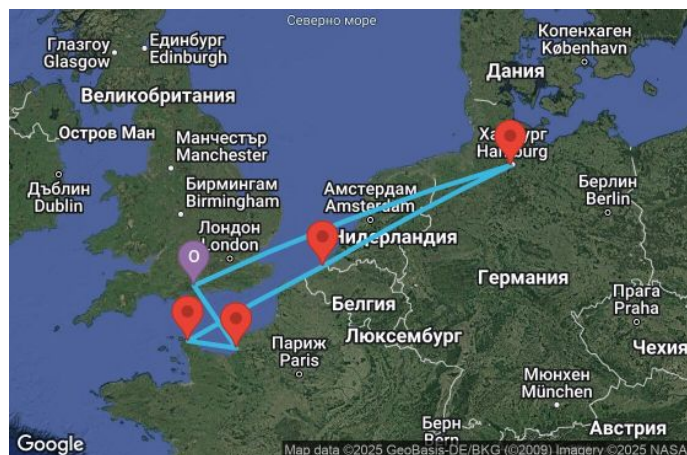 Северно море
Глазгоу
Glasgow
Единбург
Edinburgh
Копенхаген
København
Дания
Великобритания
Остров Ман
Манчестър
Manchester
Hamburg
Дъблин
Dublin
Бирмингам
Birmingham
Амстердам
Amsterdam
Берлин
Berlin
Лондон
London
O
Нидерландия
Германия
Белгия
Прага
Praha
Люксембург
Париж
Paris
Чехия
Мюнхен
München
Берн
Bern
Австрия
Google
Map data ©2025 GeoBasis-DE/BKG (©2009) Imagery ©2025 NASA